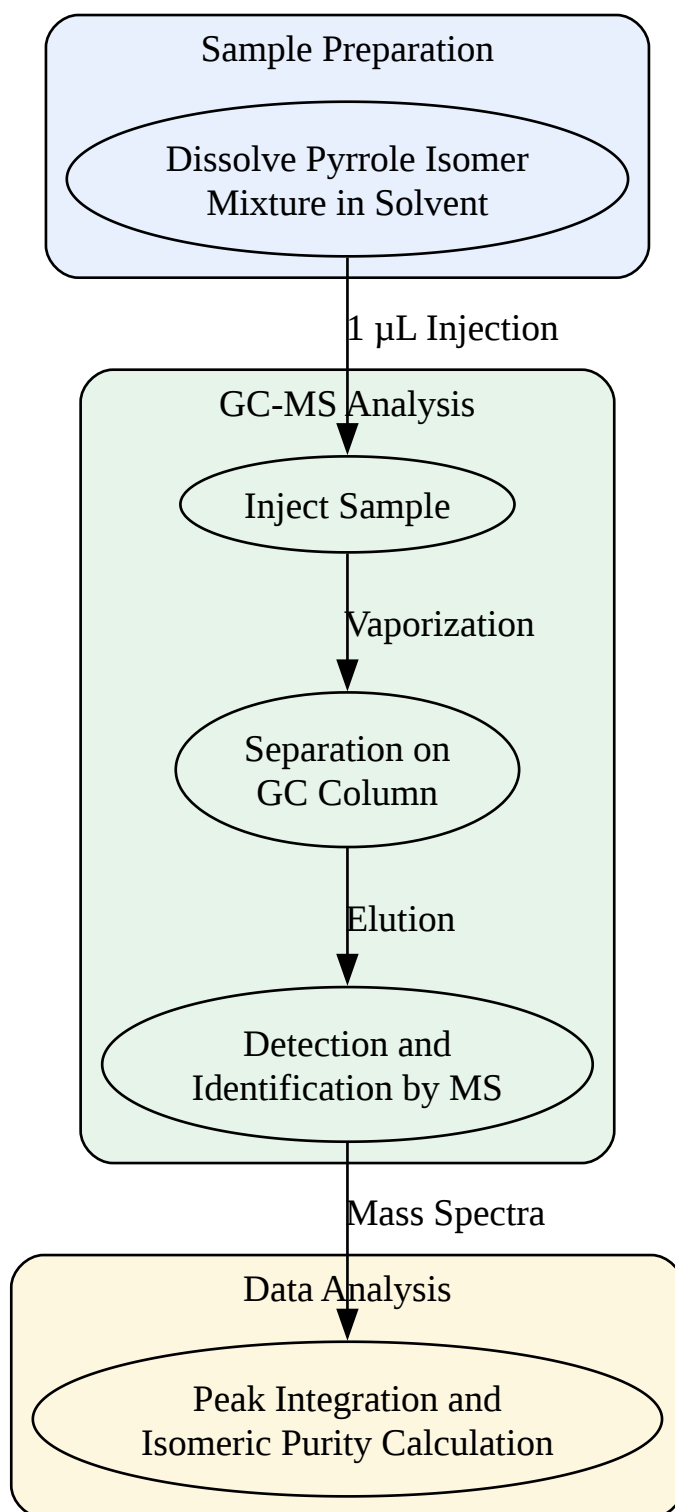 Sample Preparation
Dissolve Pyrrole Isomer
Mixture in Solvent
1 µL Injection
GC-MS Analysis
Inject Sample
Vaporization
Separation on
GC Column
Elution
Detection and
Identification by MS
Mass Spectra
Data Analysis
Peak Integration and
Isomeric Purity Calculation